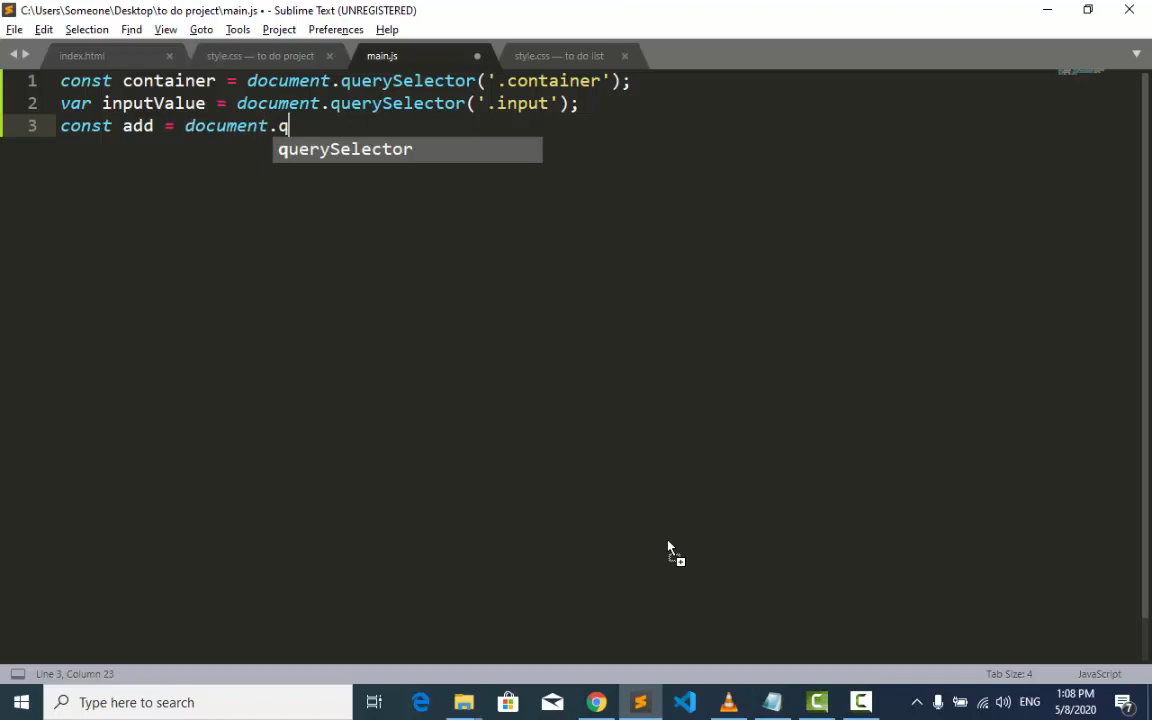 C:\Users\Someone\Desktop\to do project\main.js • - Sublime Text (UNREGISTERED)
File Edit Selection Find View Goto Tools Project Preferences Help
index.html style.css — to do project main.js style.css — to do list
1 const container = document.querySelector('.container');
2 var inputValue = document.querySelector('.input');
3 const add = document.q
querySelector
Line 3, Column 23 Tab Size: 4 JavaScript
Type here to search ENG 1:08 PM 5/8/2020 7